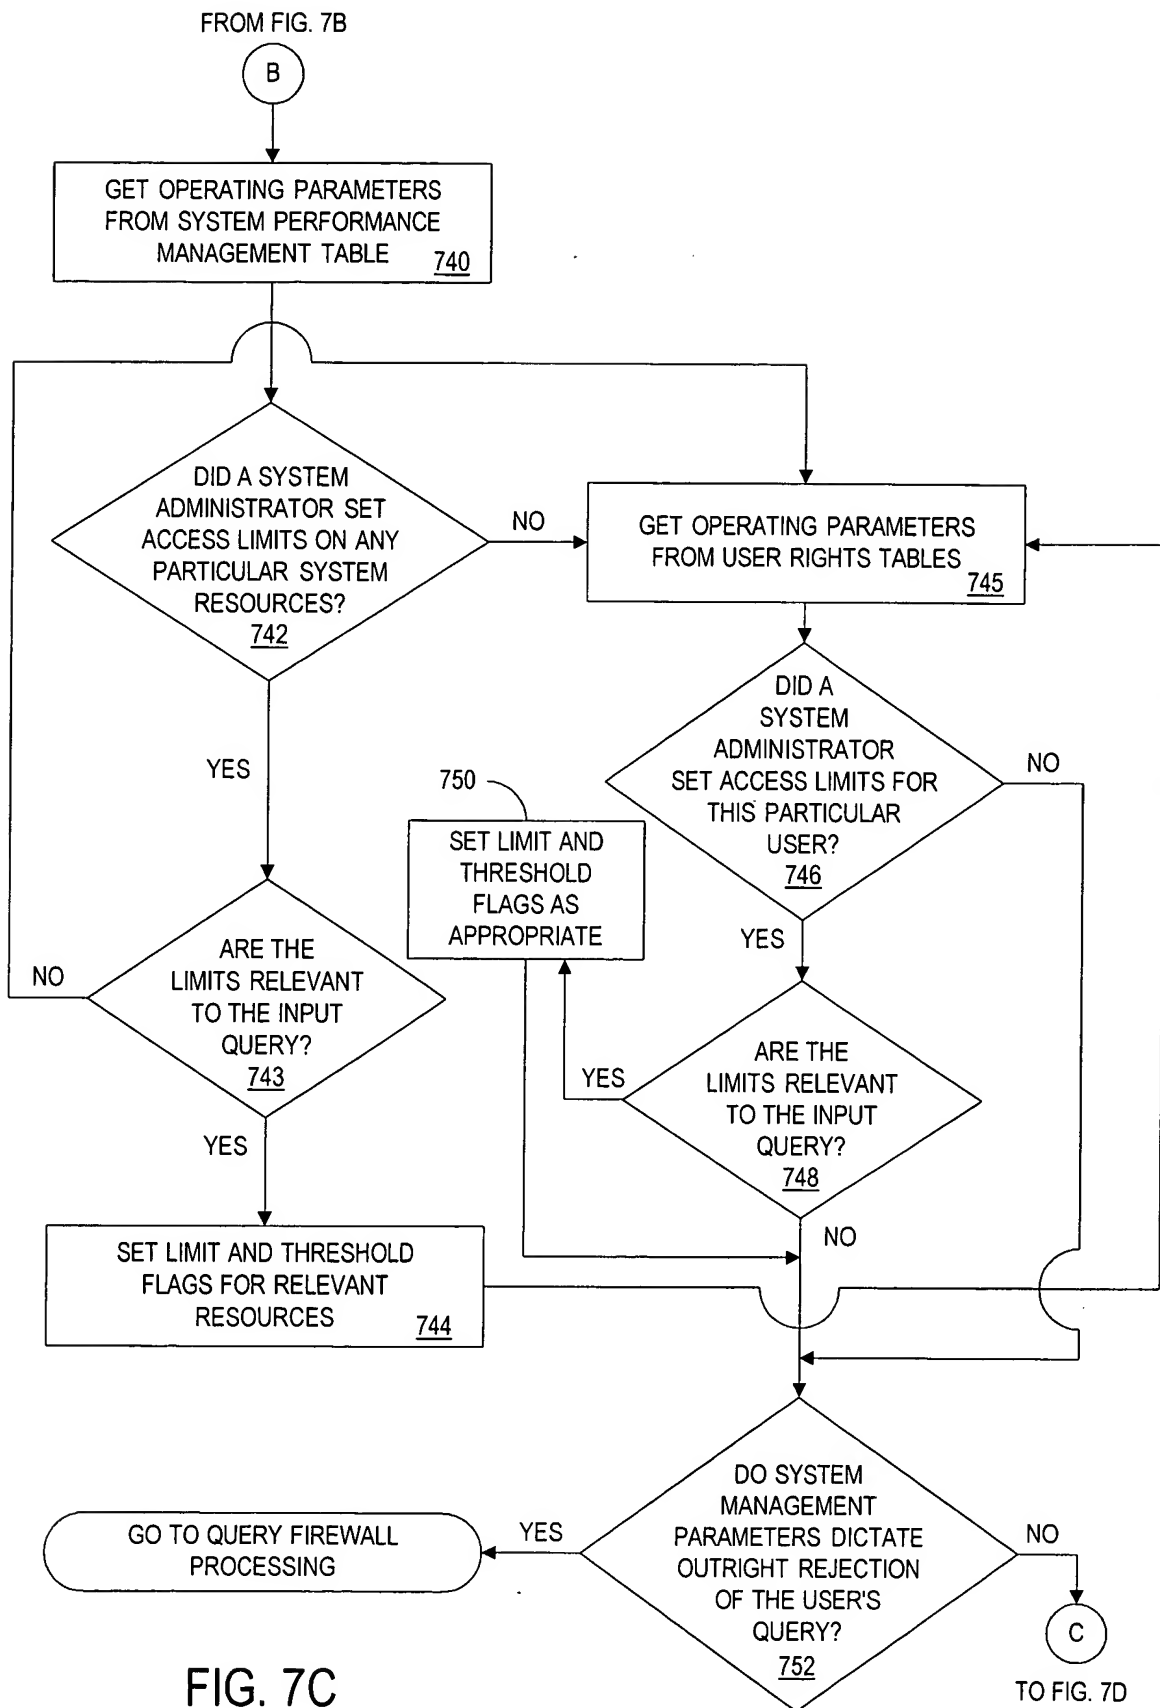 FROM FIG. 7B
B
GET OPERATING PARAMETERS
FROM SYSTEM PERFORMANCE
MANAGEMENT TABLE
740
DID A SYSTEM
ADMINISTRATOR SET
ACCESS LIMITS ON ANY
PARTICULAR SYSTEM
RESOURCES?
742
NO
GET OPERATING PARAMETERS
FROM USER RIGHTS TABLES
745
YES
DID A
SYSTEM
ADMINISTRATOR
SET ACCESS LIMITS FOR
THIS PARTICULAR
USER?
746
NO
750
SET LIMIT AND
THRESHOLD
FLAGS AS
APPROPRIATE
YES
NO
ARE THE
LIMITS RELEVANT
TO THE INPUT
QUERY?
743
YES
ARE THE
LIMITS RELEVANT
TO THE INPUT
QUERY?
748
YES
NO
SET LIMIT AND THRESHOLD
FLAGS FOR RELEVANT
RESOURCES
744
DO SYSTEM
MANAGEMENT
PARAMETERS DICTATE
OUTRIGHT REJECTION
OF THE USER'S
QUERY?
752
YES
GO TO QUERY FIREWALL
PROCESSING
NO
C
TO FIG. 7D
FIG. 7C